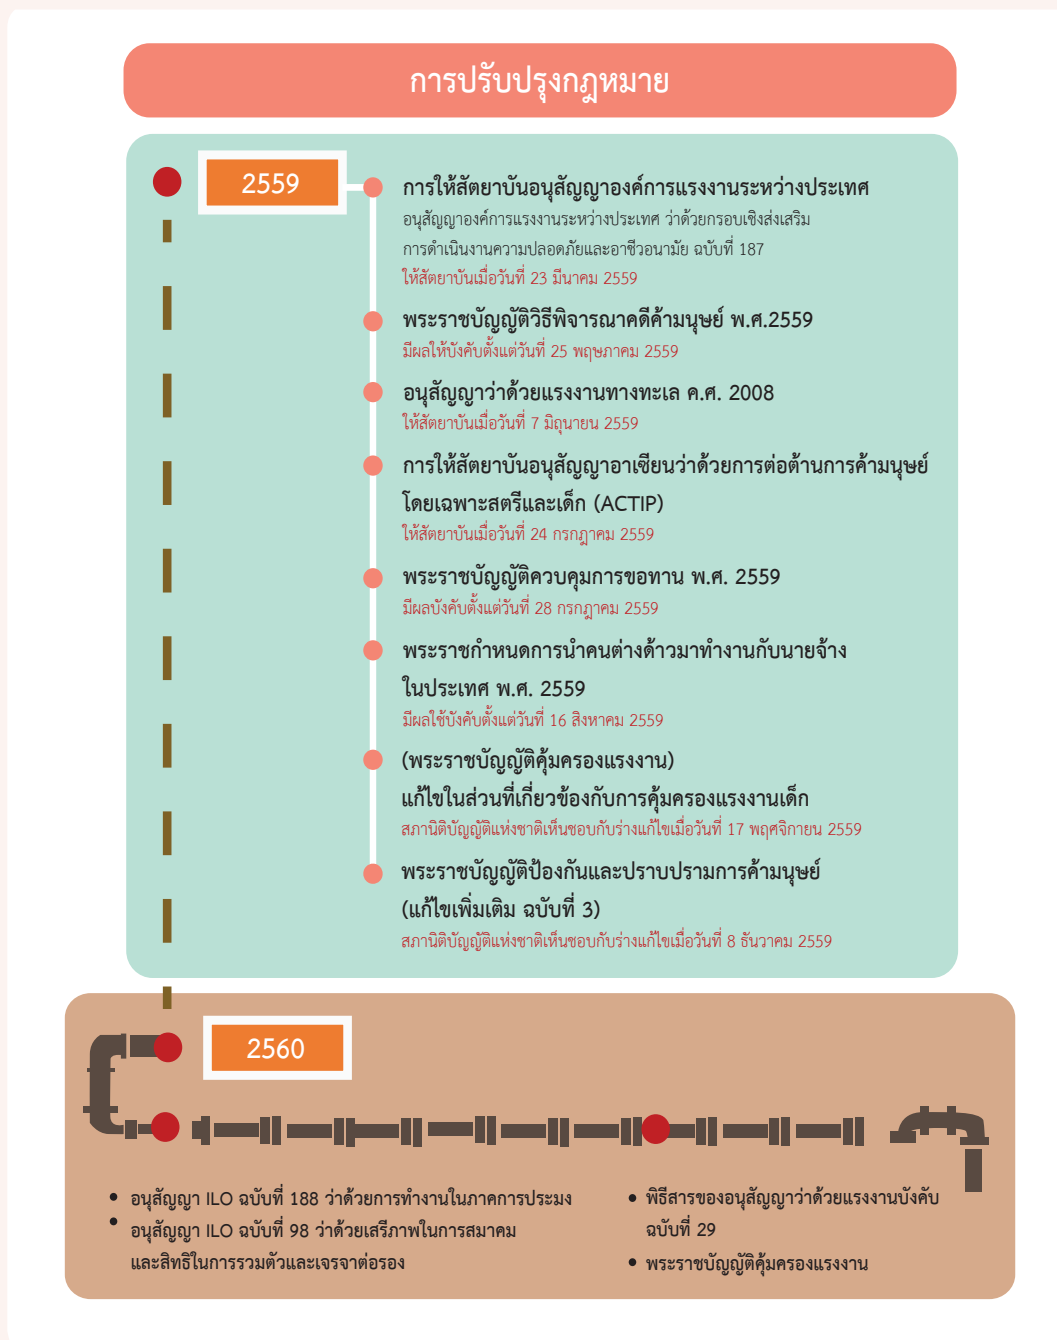 การปรับปรุงกฎหมาย
2559
การให้สัตยาบันอนุสัญญาองค์การแรงงานระหว่างประเทศ
อนุสัญญาองค์การแรงงานระหว่างประเทศ ว่าด้วยกรอบเชิงส่งเสริม
การดำเนินงานความปลอดภัยและอาชีวอนามัย ฉบับที่ 187
ให้สัตยาบันเมื่อวันที่ 23 มีนาคม 2559
พระราชบัญญัติวิธีพิจารณาคดีค้ามนุษย์ พ.ศ.2559
มีผลให้บังคับตั้งแต่วันที่ 25 พฤษภาคม 2559
อนุสัญญาว่าด้วยแรงงานทางทะเล ค.ศ. 2008
ให้สัตยาบันเมื่อวันที่ 7 มิถุนายน 2559
การให้สัตยาบันอนุสัญญาอาเซียนว่าด้วยการต่อต้านการค้ามนุษย์
โดยเฉพาะสตรีและเด็ก (ACTIP)
ให้สัตยาบันเมื่อวันที่ 24 กรกฎาคม 2559
พระราชบัญญัติควบคุมการขอทาน พ.ศ. 2559
มีผลบังคับตั้งแต่วันที่ 28 กรกฎาคม 2559
พระราชกำหนดการนำคนต่างด้าวมาทำงานกับนายจ้าง
ในประเทศ พ.ศ. 2559
มีผลใช้บังคับตั้งแต่วันที่ 16 สิงหาคม 2559
(พระราชบัญญัติคุ้มครองแรงงาน)
แก้ไขในส่วนที่เกี่ยวข้องกับการคุ้มครองแรงงานเด็ก
สภานิติบัญญัติแห่งชาติเห็นชอบกับร่างแก้ไขเมื่อวันที่ 17 พฤศจิกายน 2559
พระราชบัญญัติป้องกันและปราบปรามการค้ามนุษย์
(แก้ไขเพิ่มเติม ฉบับที่ 3)
สภานิติบัญญัติแห่งชาติเห็นชอบกับร่างแก้ไขเมื่อวันที่ 8 ธันวาคม 2559
2560
• อนุสัญญา ILO ฉบับที่ 188 ว่าด้วยการทำงานในภาคการประมง
• อนุสัญญา ILO ฉบับที่ 98 ว่าด้วยเสรีภาพในการสมาคม
และสิทธิในการรวมตัวและเจรจาต่อรอง
• พิธีสารของอนุสัญญาว่าด้วยแรงงานบังคับ
ฉบับที่ 29
• พระราชบัญญัติคุ้มครองแรงงาน